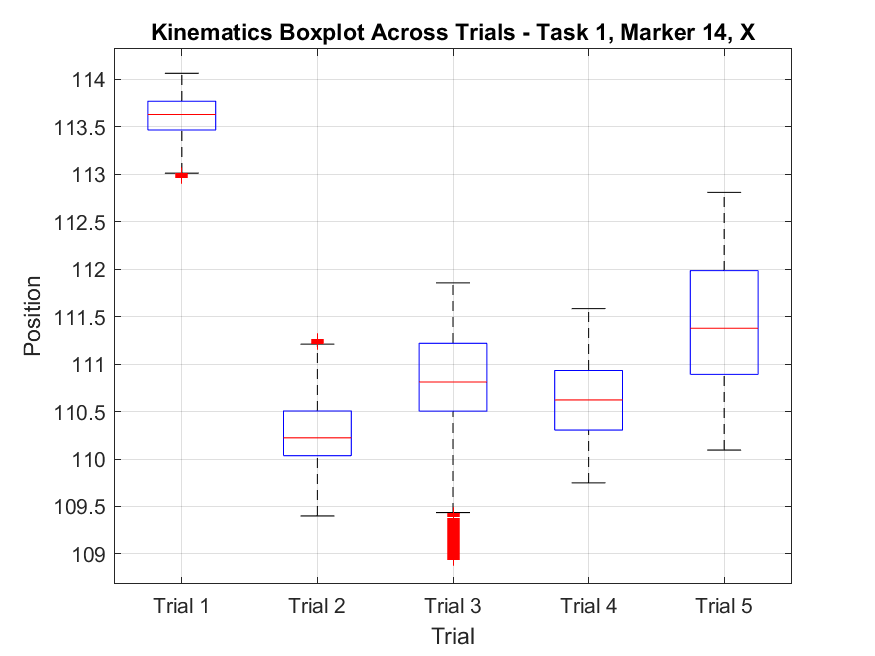 Kinematics Boxplot Across Trials - Task 1, Marker 14, X
114
113.5
113
112.5
112
111.5
111
110.5
110
109.5
109
Position
Trial 1 Trial 2 Trial 3 Trial 4 Trial 5
Trial